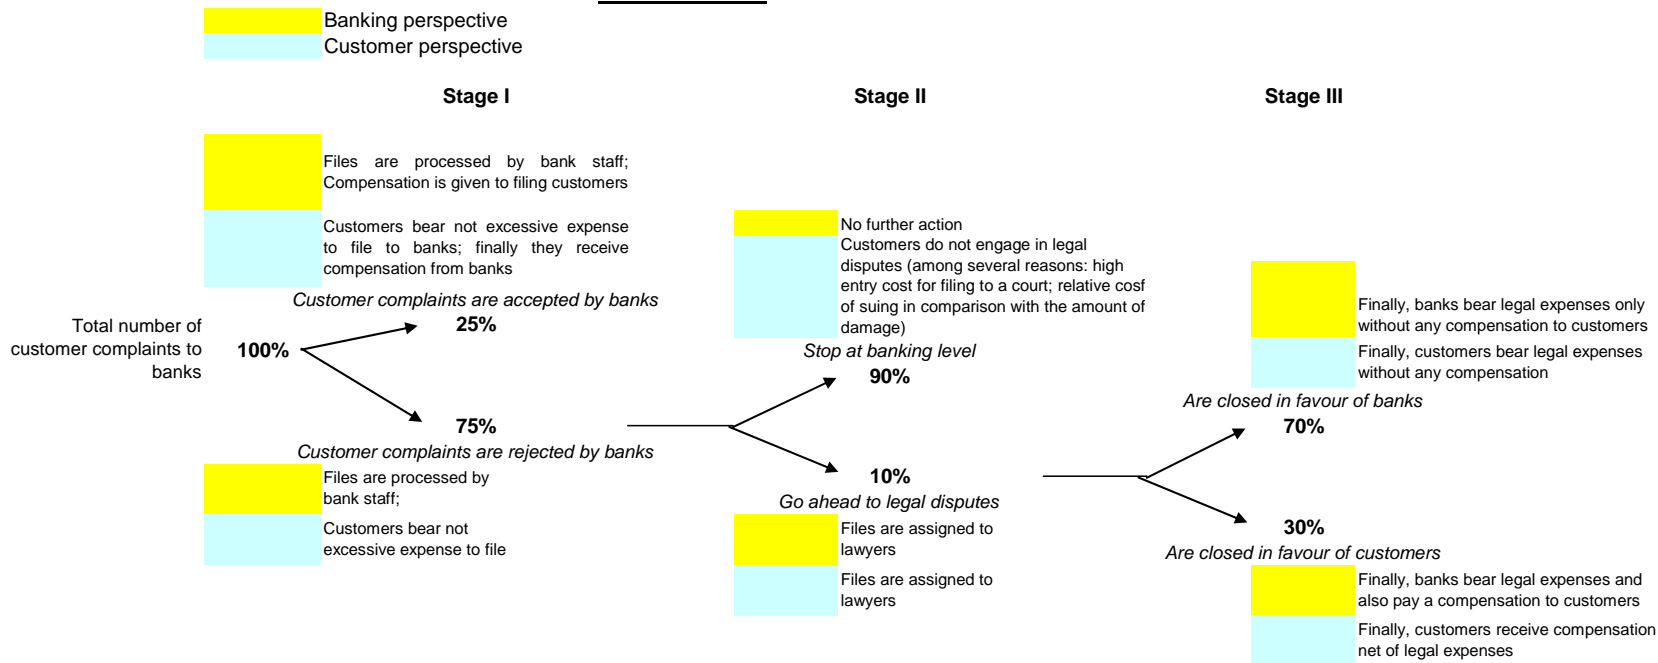 Banking perspective
Customer perspective
Stage I
Stage II
Stage III
Files are processed by bank staff;
Compensation is given to filing customers
Customers bear not excessive expense
to file to banks; finally they receive
compensation from banks
Customer complaints are accepted by banks
25%
Total number of
customer complaints to
banks
100%
75%
Customer complaints are rejected by banks
Files are processed by
bank staff;
Customers bear not
excessive expense to file
No further action
Customers do not engage in legal
disputes (among several reasons: high
entry cost for filing to a court; relative cost
of suing in comparison with the amount of
damage)
Stop at banking level
90%
10%
Go ahead to legal disputes
Files are assigned to
lawyers
Files are assigned to
lawyers
Finally, banks bear legal expenses only
without any compensation to customers
Finally, customers bear legal expenses
without any compensation
Are closed in favour of banks
70%
30%
Are closed in favour of customers
Finally, banks bear legal expenses and
also pay a compensation to customers
Finally, customers receive compensation
net of legal expenses